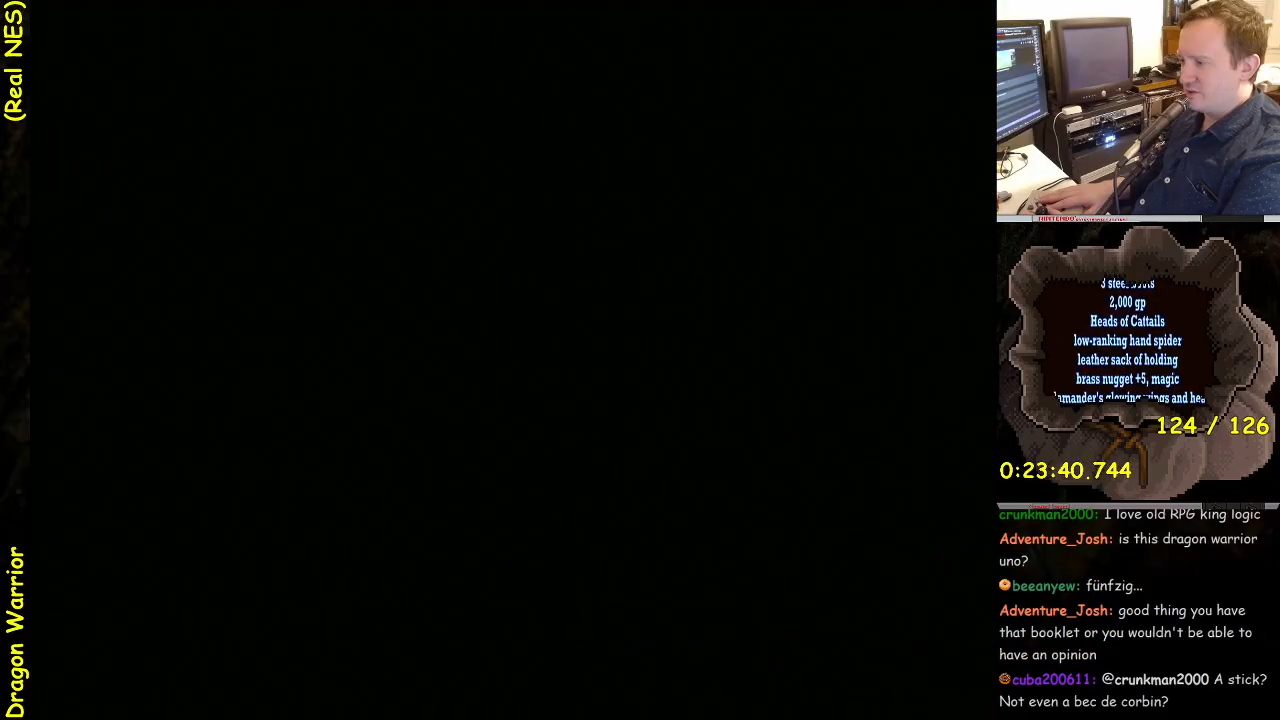 (Real NES)
Dragon Warrior
2,000 gp
Heads of Cattails
low-ranking hand spider
leather sack of holding
brass nugget +5, magic
glowing wings and
124 / 126
0:23:40.744
crunkman2000: I love old RPG king logic
Adventure_Josh: is this dragon warrior
uno?
beeanyew: fünfzig...
Adventure_Josh: good thing you have
that booklet or you wouldn't be able to
have an opinion
cuba200611: @crunkman2000 A stick?
Not even a bec de corbin?